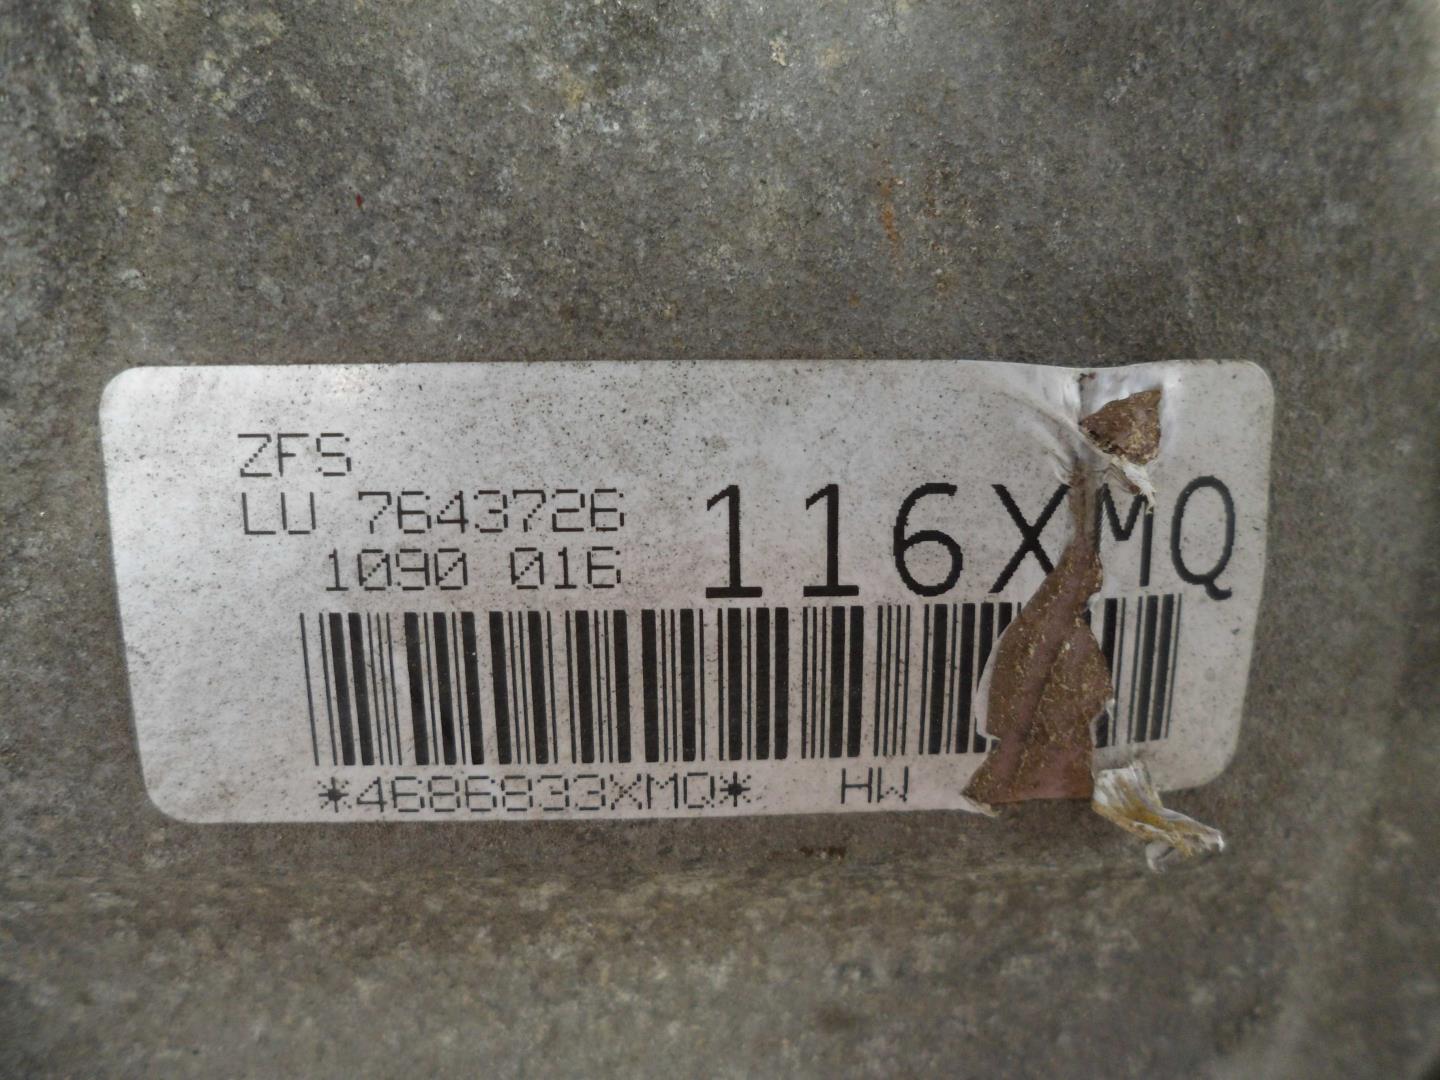 ZFS
LU 7643726
1090 016
116XMQ
*4686833XMQ* HW